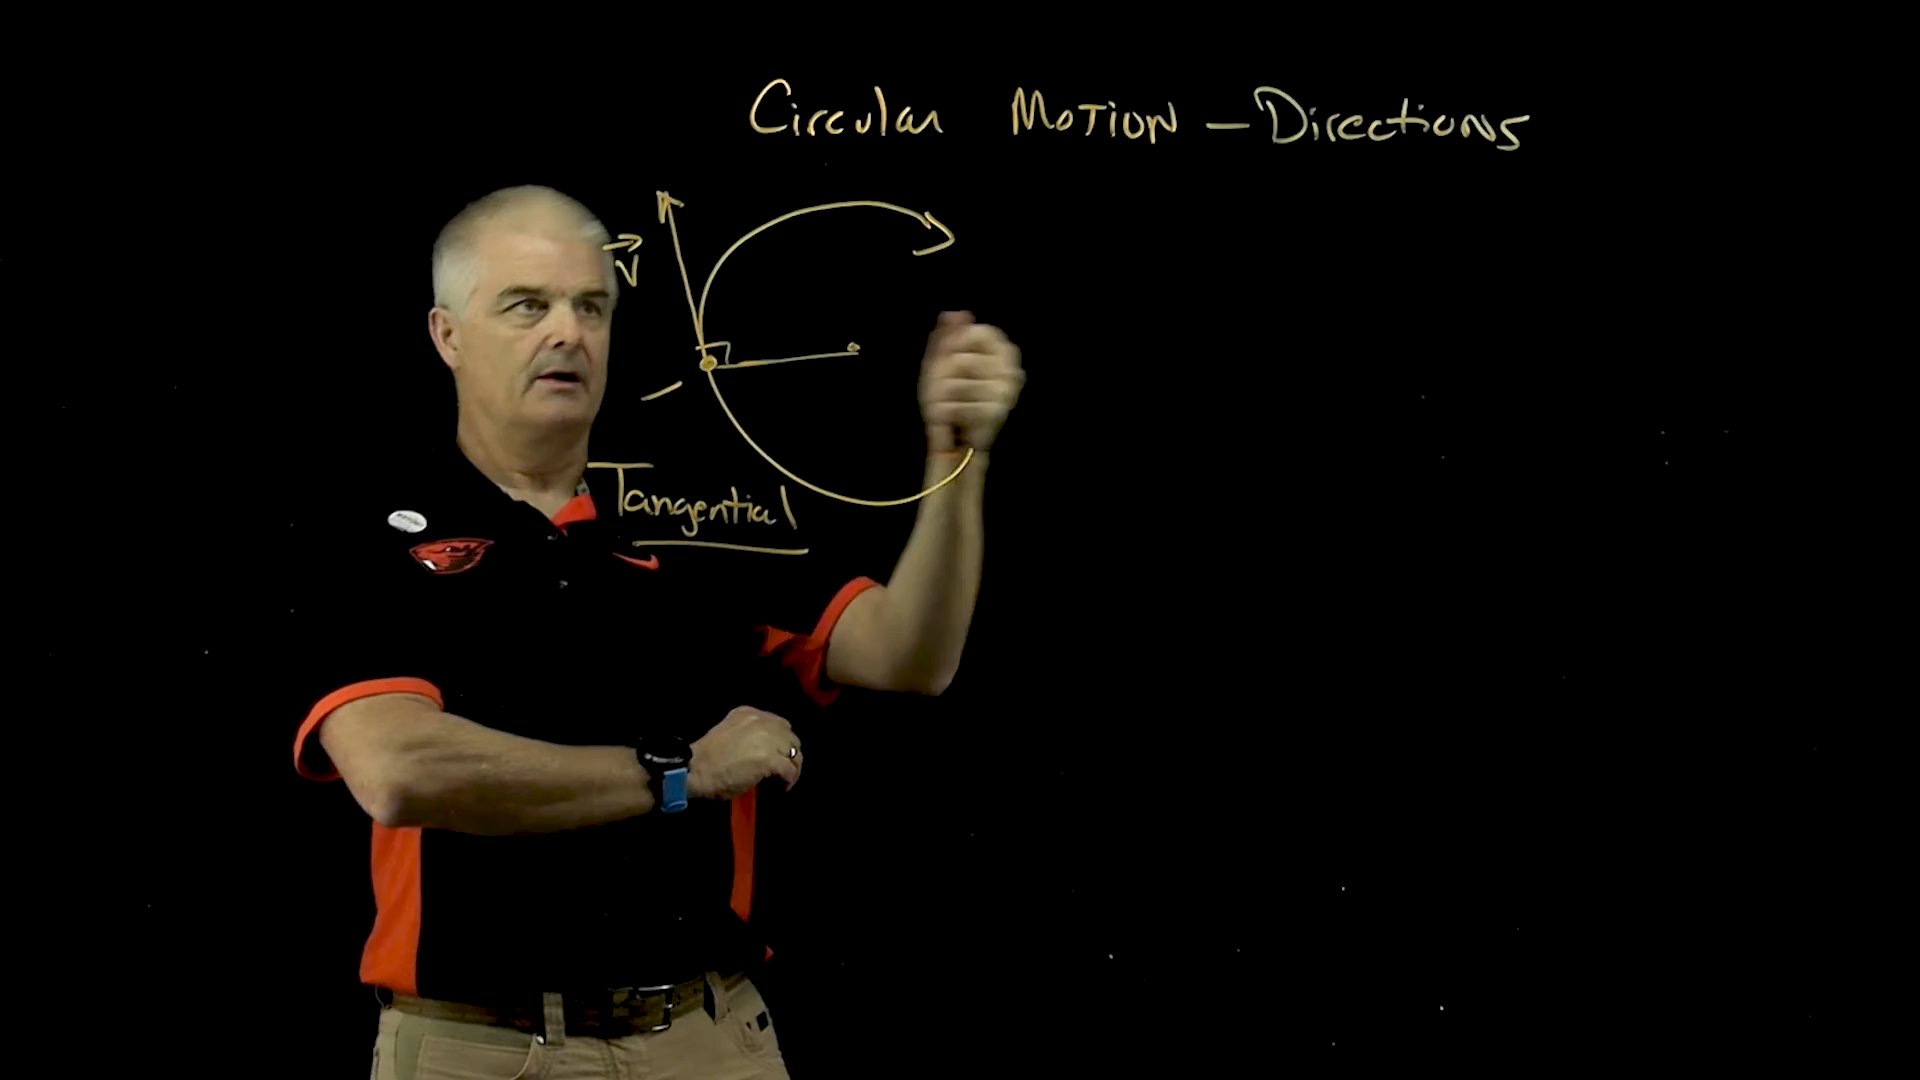 Circular Motion – Directions
v
Tangential